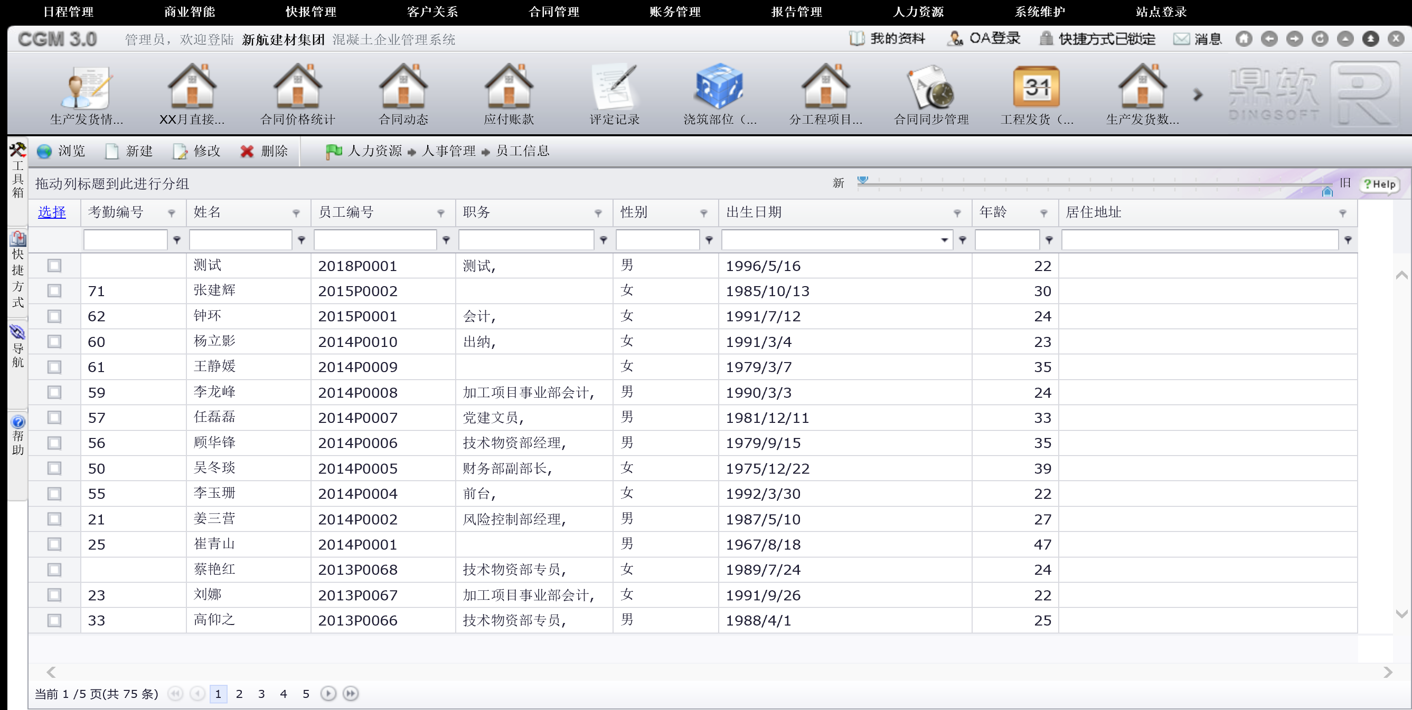 日程管理 商业智能 快报管理 客户关系 合同管理 账务管理 报告管理 人力资源 系统维护 站点登录
CGM 3.0 管理员，欢迎登陆 新航建材集团 混凝土企业管理系统 我的资料 OA登录 快捷方式已锁定 消息
生产发货情... XX月直接... 合同价格统计 合同动态 应付账款 评定记录 浇筑部位（... 分工程项目... 合同同步管理 31 工程发货（... 生产发货数... 鼎软 DINGSOFT R
工具箱 浏览 新建 修改 删除 人力资源 人事管理 员工信息
拖动列标题到此进行分组 新 旧 ?Help
选择 考勤编号 姓名 员工编号 职务 性别 出生日期 年龄 居住地址
快捷方式
导航
帮助
测试 2018P0001 测试, 男 1996/5/16 22
71 张建辉 2015P0002 女 1985/10/13 30
62 钟环 2015P0001 会计, 女 1991/7/12 24
60 杨立影 2014P0010 出纳, 女 1991/3/4 23
61 王静媛 2014P0009 女 1979/3/7 35
59 李龙峰 2014P0008 加工项目事业部会计, 男 1990/3/3 24
57 任磊磊 2014P0007 党建文员, 男 1981/12/11 33
56 顾华锋 2014P0006 技术物资部经理, 男 1979/9/15 35
50 吴冬琰 2014P0005 财务部副部长, 女 1975/12/22 39
55 李玉珊 2014P0004 前台, 女 1992/3/30 22
21 姜三营 2014P0002 风险控制部经理, 男 1987/5/10 27
25 崔青山 2014P0001 男 1967/8/18 47
蔡艳红 2013P0068 技术物资部专员, 女 1989/7/24 24
23 刘娜 2013P0067 加工项目事业部会计, 女 1991/9/26 22
33 高仰之 2013P0066 技术物资部专员, 男 1988/4/1 25
当前 1 /5 页(共 75 条) 1 2 3 4 5